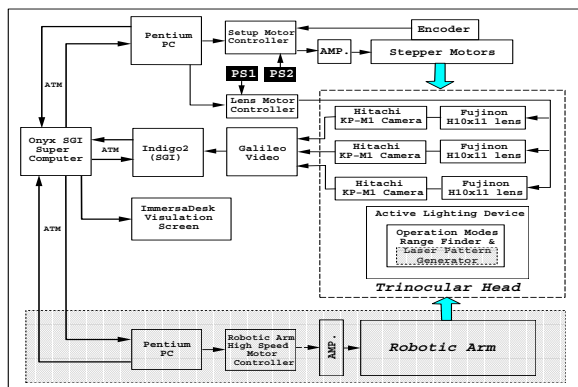 Pentium
PC
Setup Motor
Controller
AMP.
Encoder
Stepper Motors
PS1
PS2
Lens Motor
Controller
ATM
Hitachi
KP-M1 Camera
Fujinon
H10x11 lens
Onyx SGI
Super
Computer
ATM
Indigo2
(SGI)
Galileo
Video
Hitachi
KP-M1 Camera
Fujinon
H10x11 lens
Hitachi
KP-M1 Camera
Fujinon
H10x11 lens
ImmersaDesk
Visulation
Screen
ATM
Active Lighting Device
Operation Modes
Range Finder &
Laser Pattern
Generator
Trinocular Head
Pentium
PC
Robotic Arm
High Speed
Motor
Controller
AMP.
Robotic Arm